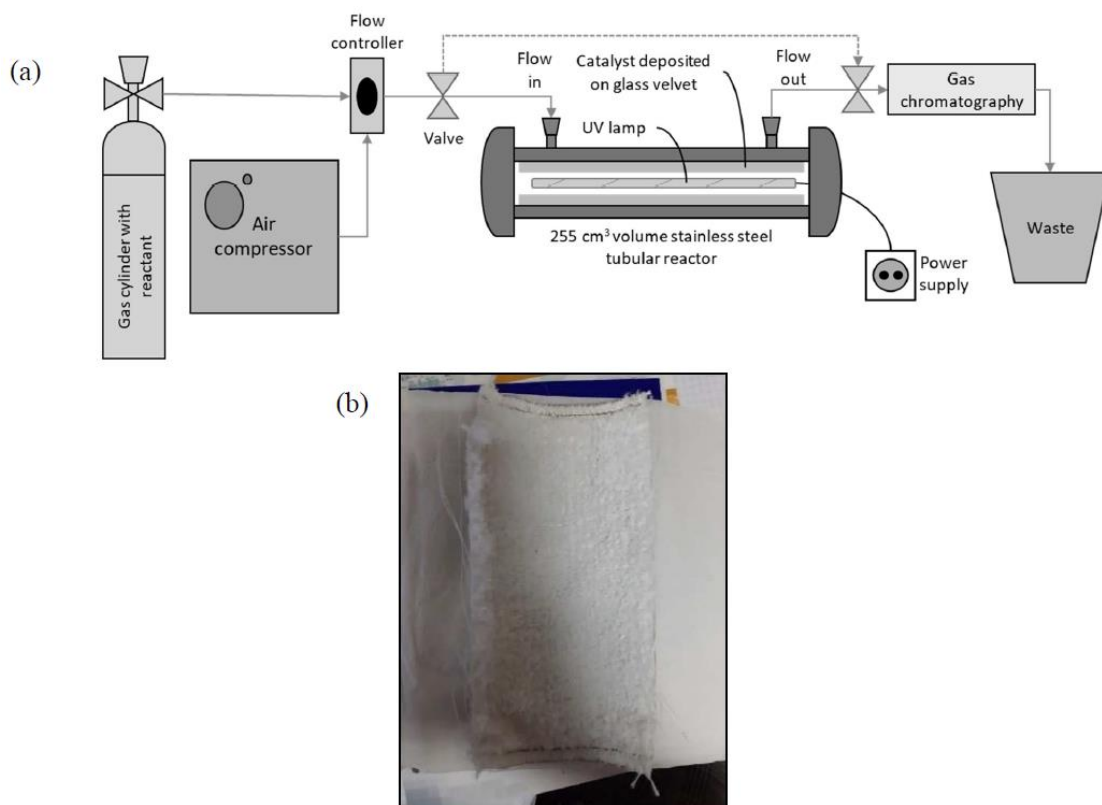 (a)
Flow
controller
Gas cylinder with
reactant
Air
compressor
Valve
Flow
in
Catalyst deposited
on glass velvet
UV lamp
Flow
out
Gas
chromatography
255 cm³ volume stainless steel
tubular reactor
Power
supply
Waste
(b)